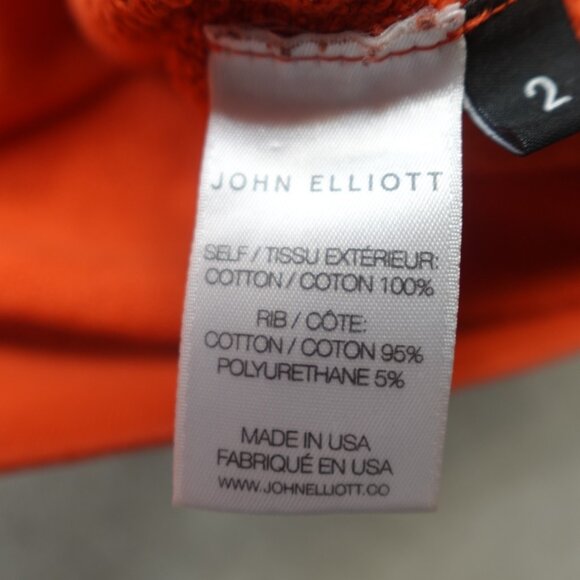 2
JOHN ELLIOTT
SELF / TISSU EXTÉRIEUR:
COTTON / COTON 100%
RIB / CÔTE:
COTTON / COTON 95%
POLYURETHANE 5%
MADE IN USA
FABRIQUÉ EN USA
WWW.JOHNELLIOTT.CO